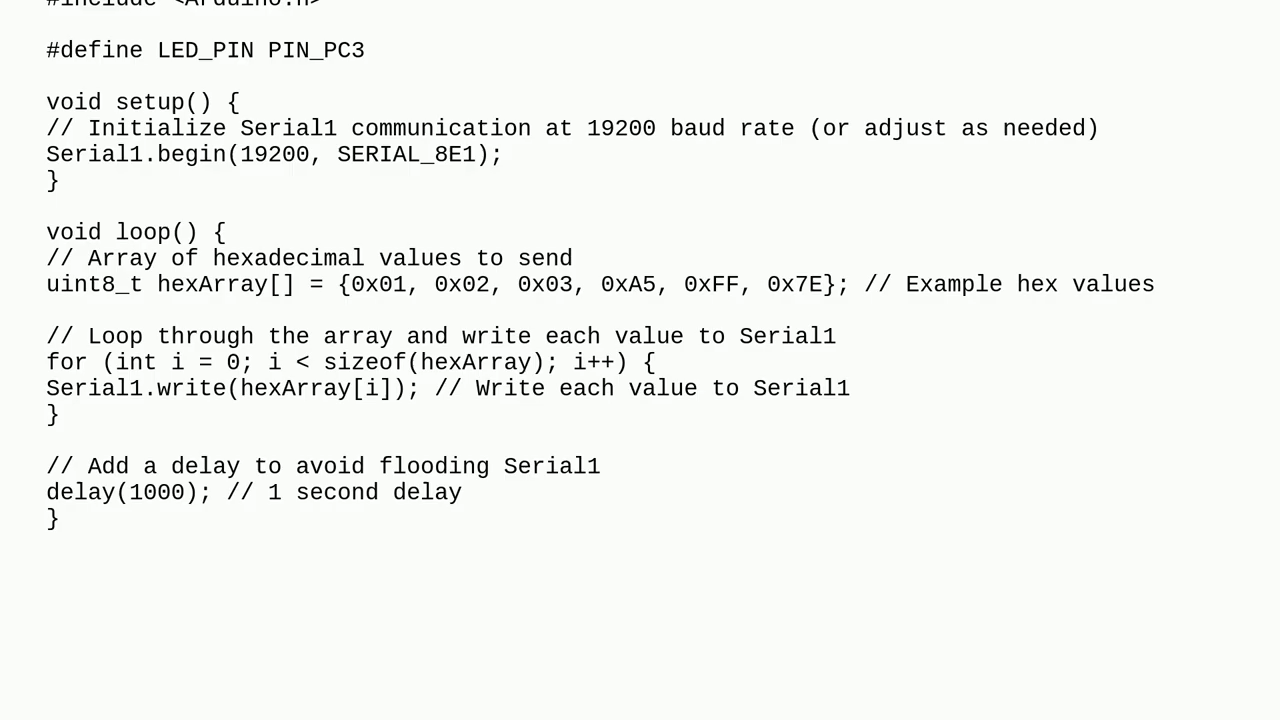 #include <Arduino.h>
#define LED_PIN PIN_PC3
void setup() {
// Initialize Serial1 communication at 19200 baud rate (or adjust as needed)
Serial1.begin(19200, SERIAL_8E1);
}
void loop() {
// Array of hexadecimal values to send
uint8_t hexArray[] = {0x01, 0x02, 0x03, 0xA5, 0xFF, 0x7E}; // Example hex values
// Loop through the array and write each value to Serial1
for (int i = 0; i < sizeof(hexArray); i++) {
Serial1.write(hexArray[i]); // Write each value to Serial1
}
// Add a delay to avoid flooding Serial1
delay(1000); // 1 second delay
}